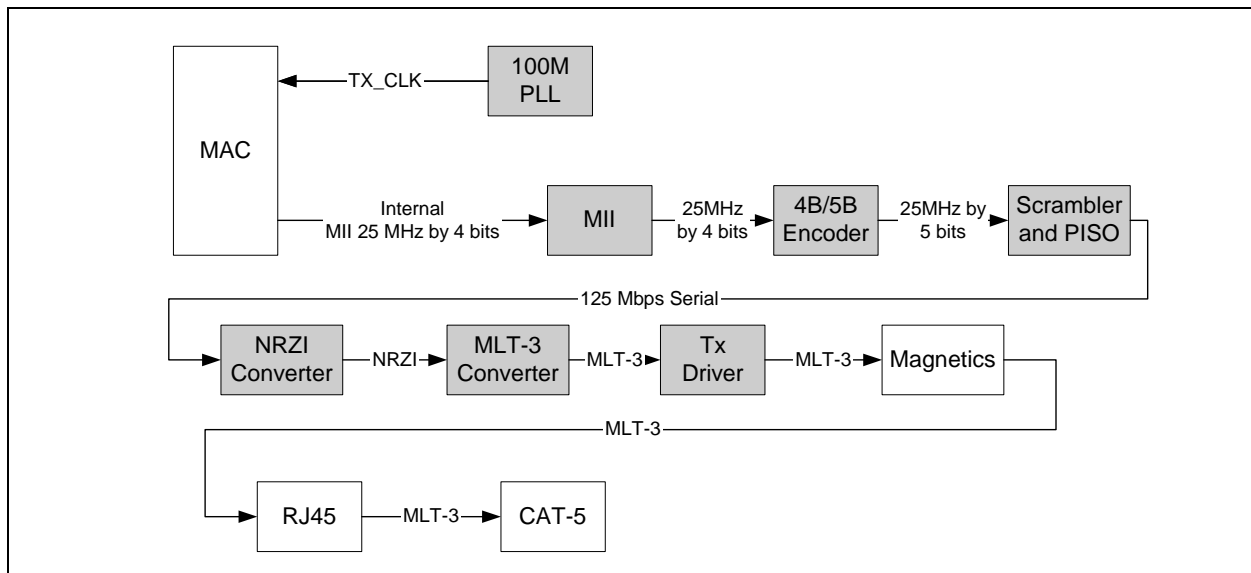 100M
PLL
TX_CLK
MAC
Internal
MII 25 MHz by 4 bits
MII
25MHz
by 4 bits
4B/5B
Encoder
25MHz by
5 bits
Scrambler
and PISO
125 Mbps Serial
NRZI
Converter
NRZI
MLT-3
Converter
MLT-3
Tx
Driver
MLT-3
Magnetics
MLT-3
RJ45
MLT-3
CAT-5